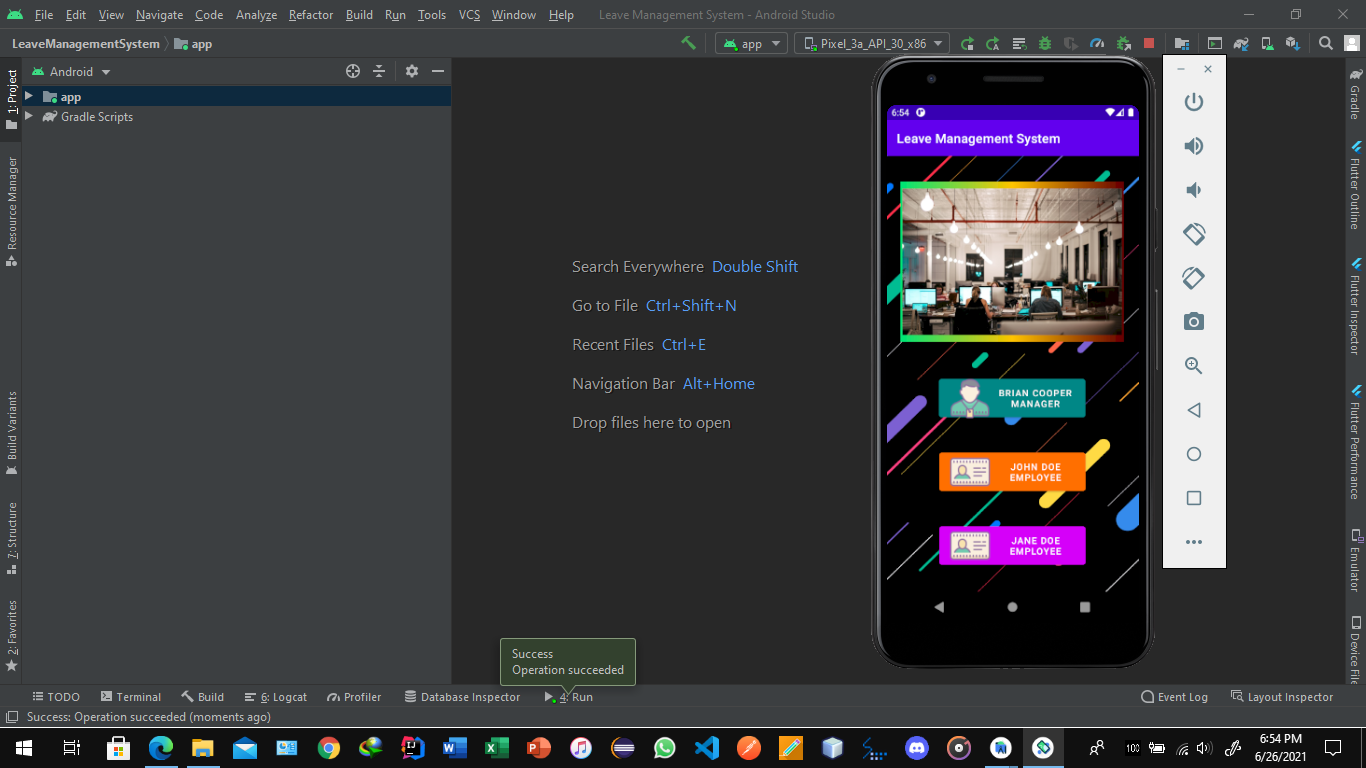 File Edit View Navigate Code Analyze Refactor Build Run Tools VCS Window Help Leave Management System - Android Studio
LeaveManagementSystem app
app Pixel_3a_API_30_x86
Android
app
Gradle Scripts
1: Project
Resource Manager
Build Variants
7: Structure
2: Favorites
Search Everywhere Double Shift
Go to File Ctrl+Shift+N
Recent Files Ctrl+E
Navigation Bar Alt+Home
Drop files here to open
6:54
Leave Management System
BRIAN COOPER
MANAGER
JOHN DOE
EMPLOYEE
JANE DOE
EMPLOYEE
Gradle
Flutter Outline
Flutter Inspector
Flutter Performance
Emulator
Device File
Success
Operation succeeded
TODO Terminal Build 6: Logcat Profiler Database Inspector 4: Run Event Log Layout Inspector
Success: Operation succeeded (moments ago)
100
6:54 PM
6/26/2021